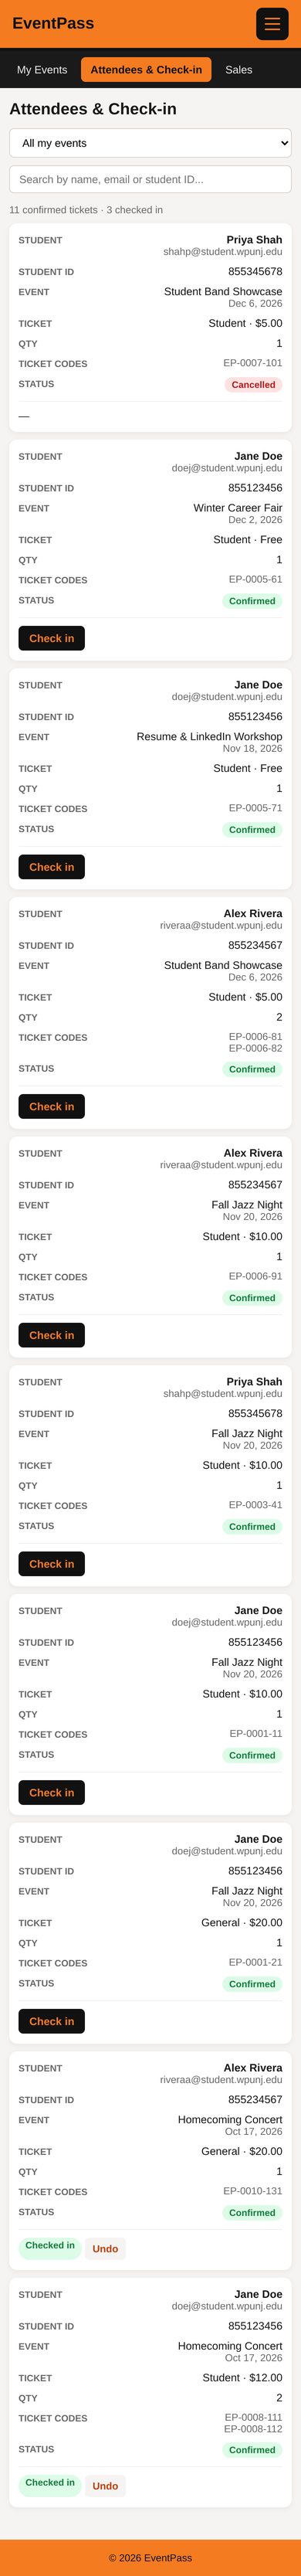 EventPass
My Events Attendees & Check-in Sales
Attendees & Check-in
All my events
Search by name, email or student ID...
11 confirmed tickets · 3 checked in
STUDENT Priya Shah
shahp@student.wpunj.edu
STUDENT ID 855345678
EVENT Student Band Showcase
Dec 6, 2026
TICKET Student · $5.00
QTY 1
TICKET CODES EP-0007-101
STATUS Cancelled
—
STUDENT Jane Doe
doej@student.wpunj.edu
STUDENT ID 855123456
EVENT Winter Career Fair
Dec 2, 2026
TICKET Student · Free
QTY 1
TICKET CODES EP-0005-61
STATUS Confirmed
Check in
STUDENT Jane Doe
doej@student.wpunj.edu
STUDENT ID 855123456
EVENT Resume & LinkedIn Workshop
Nov 18, 2026
TICKET Student · Free
QTY 1
TICKET CODES EP-0005-71
STATUS Confirmed
Check in
STUDENT Alex Rivera
riveraa@student.wpunj.edu
STUDENT ID 855234567
EVENT Student Band Showcase
Dec 6, 2026
TICKET Student · $5.00
QTY 2
TICKET CODES EP-0006-81
EP-0006-82
STATUS Confirmed
Check in
STUDENT Alex Rivera
riveraa@student.wpunj.edu
STUDENT ID 855234567
EVENT Fall Jazz Night
Nov 20, 2026
TICKET Student · $10.00
QTY 1
TICKET CODES EP-0006-91
STATUS Confirmed
Check in
STUDENT Priya Shah
shahp@student.wpunj.edu
STUDENT ID 855345678
EVENT Fall Jazz Night
Nov 20, 2026
TICKET Student · $10.00
QTY 1
TICKET CODES EP-0003-41
STATUS Confirmed
Check in
STUDENT Jane Doe
doej@student.wpunj.edu
STUDENT ID 855123456
EVENT Fall Jazz Night
Nov 20, 2026
TICKET Student · $10.00
QTY 1
TICKET CODES EP-0001-11
STATUS Confirmed
Check in
STUDENT Jane Doe
doej@student.wpunj.edu
STUDENT ID 855123456
EVENT Fall Jazz Night
Nov 20, 2026
TICKET General · $20.00
QTY 1
TICKET CODES EP-0001-21
STATUS Confirmed
Check in
STUDENT Alex Rivera
riveraa@student.wpunj.edu
STUDENT ID 855234567
EVENT Homecoming Concert
Oct 17, 2026
TICKET General · $20.00
QTY 1
TICKET CODES EP-0010-131
STATUS Confirmed
Checked in Undo
STUDENT Jane Doe
doej@student.wpunj.edu
STUDENT ID 855123456
EVENT Homecoming Concert
Oct 17, 2026
TICKET Student · $12.00
QTY 2
TICKET CODES EP-0008-111
EP-0008-112
STATUS Confirmed
Checked in Undo
© 2026 EventPass